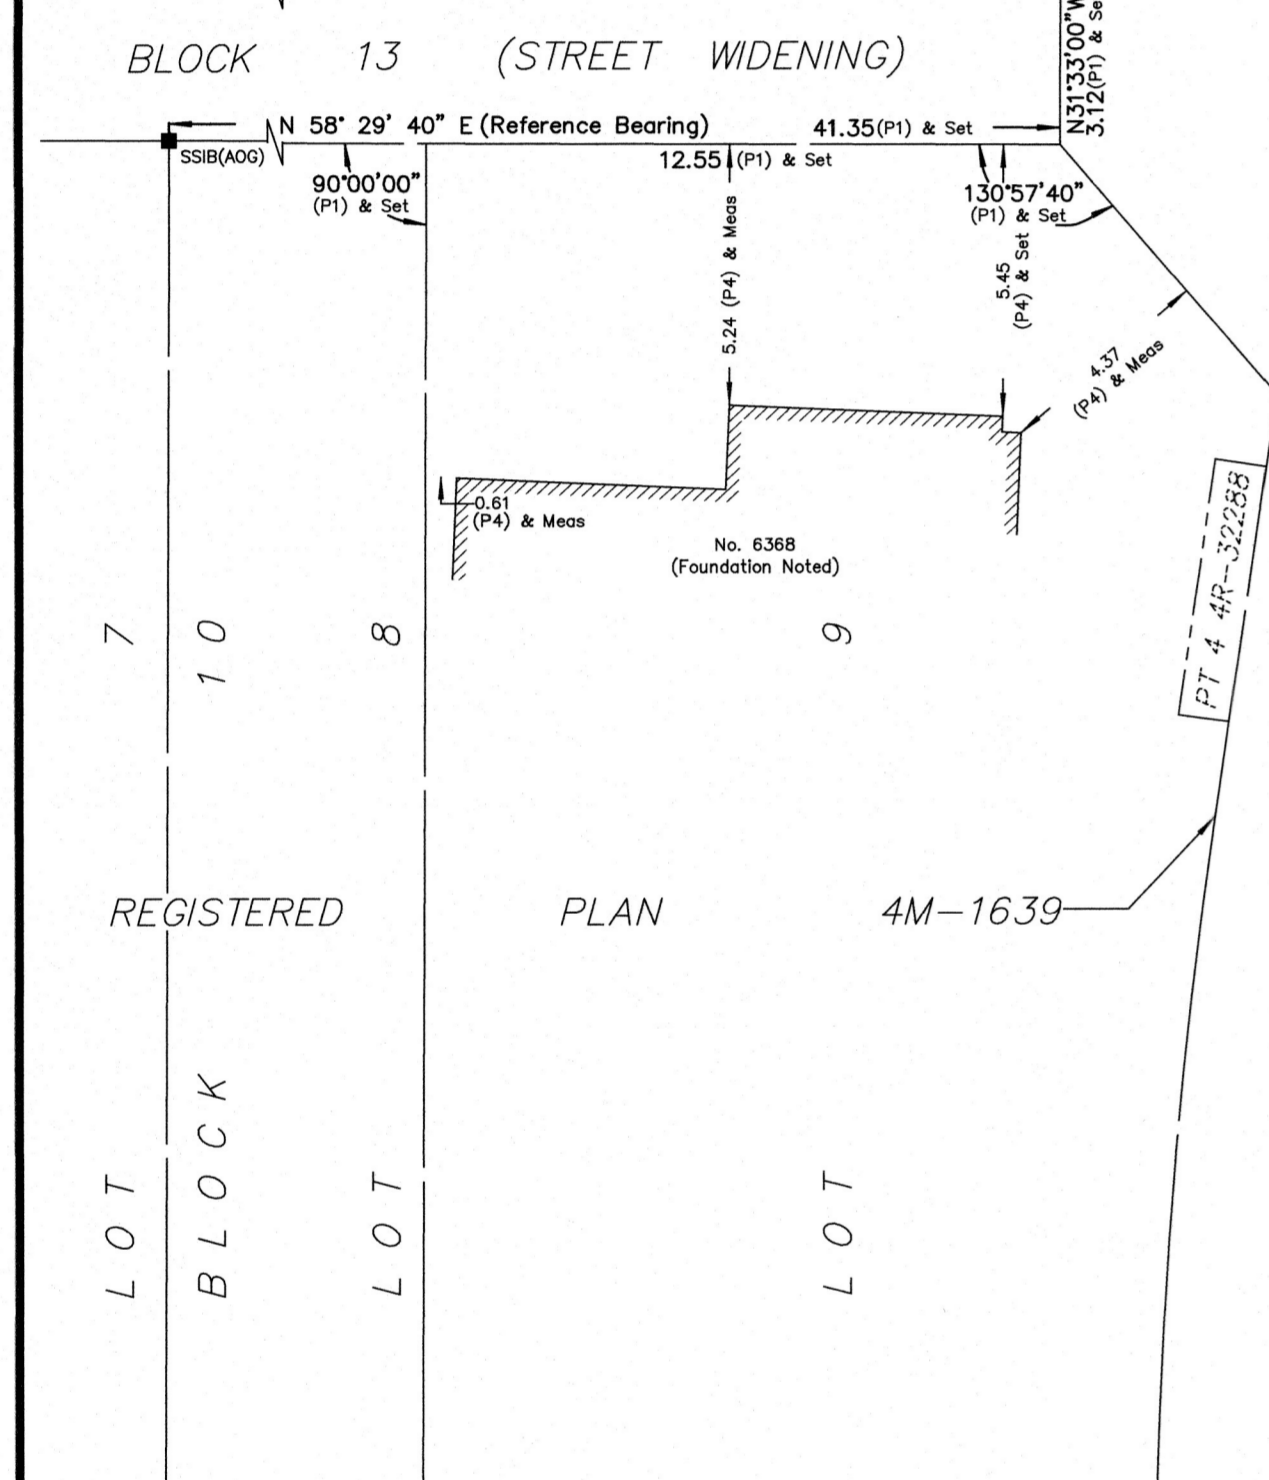 BLOCK 13 (STREET WIDENING)
N31°33'00"W
3.12(P1) & Se
N 58° 29' 40" E (Reference Bearing)
41.35(P1) & Set
SSIB(AOG)
12.55 (P1) & Set
90°00'00"
(P1) & Set
130°57'40"
(P1) & Set
5.24 (P4) & Meas
5.45
(P4) & Set
4.37
(P4) & Meas
0.61
(P4) & Meas
No. 6368
(Foundation Noted)
PT 4 4R-32288
REGISTERED PLAN 4M-1639
LOT 7
BLOCK 10
LOT 8
LOT 9